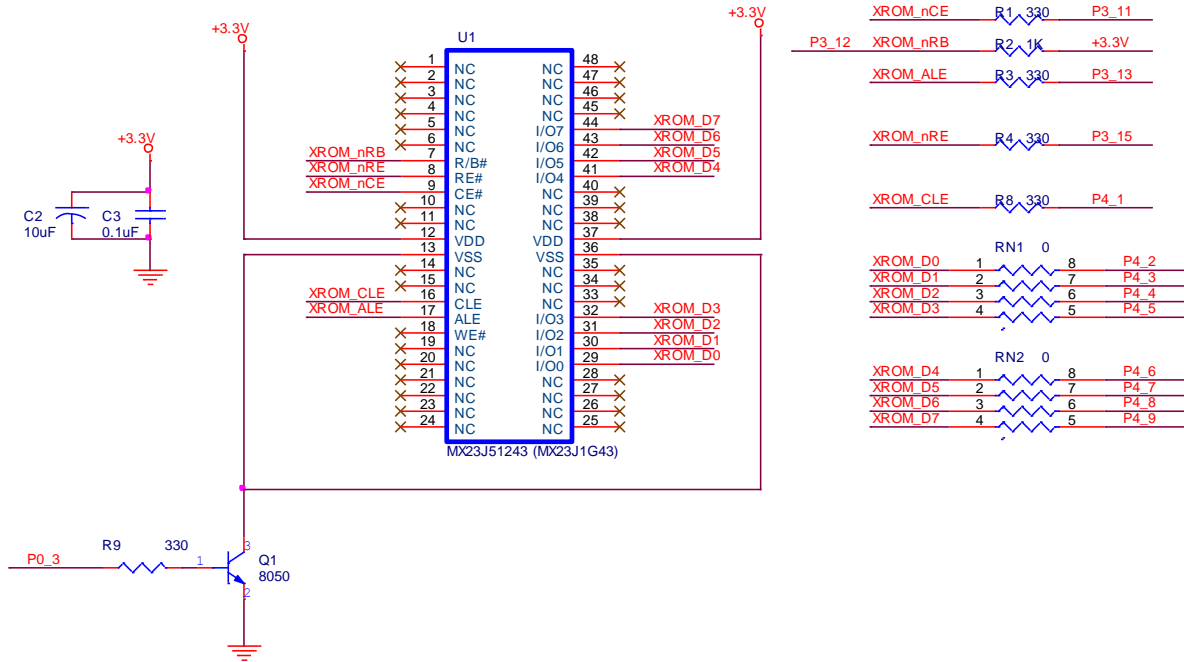 +3.3V
+3.3V
U1
1 NC NC 48
2 NC NC 47
3 NC NC 46
4 NC NC 45
5 NC I/O7 44 XROM_D7
6 NC I/O6 43 XROM_D6
XROM_nRB 7 R/B# I/O5 42 XROM_D5
XROM_nRE 8 RE# I/O4 41 XROM_D4
XROM_nCE 9 CE# NC 40
10 NC NC 39
11 NC NC 38
12 VDD VDD 37
13 VSS VSS 36
14 NC NC 35
15 NC NC 34
XROM_CLE 16 CLE NC 33
XROM_ALE 17 ALE I/O3 32 XROM_D3
18 WE# I/O2 31 XROM_D2
19 NC I/O1 30 XROM_D1
20 NC I/O0 29 XROM_D0
21 NC NC 28
22 NC NC 27
23 NC NC 26
24 NC NC 25
MX23J51243 (MX23J1G43)
+3.3V
C2
10uF
C3
0.1uF
P0_3
R9 330
1
3
2
Q1
8050
XROM_nCE R1 330 P3_11
P3_12 XROM_nRB R2 1K +3.3V
XROM_ALE R3 330 P3_13
XROM_nRE R4 330 P3_15
XROM_CLE R8 330 P4_1
RN1 0
XROM_D0 1 8 P4_2
XROM_D1 2 7 P4_3
XROM_D2 3 6 P4_4
XROM_D3 4 5 P4_5
RN2 0
XROM_D4 1 8 P4_6
XROM_D5 2 7 P4_7
XROM_D6 3 6 P4_8
XROM_D7 4 5 P4_9